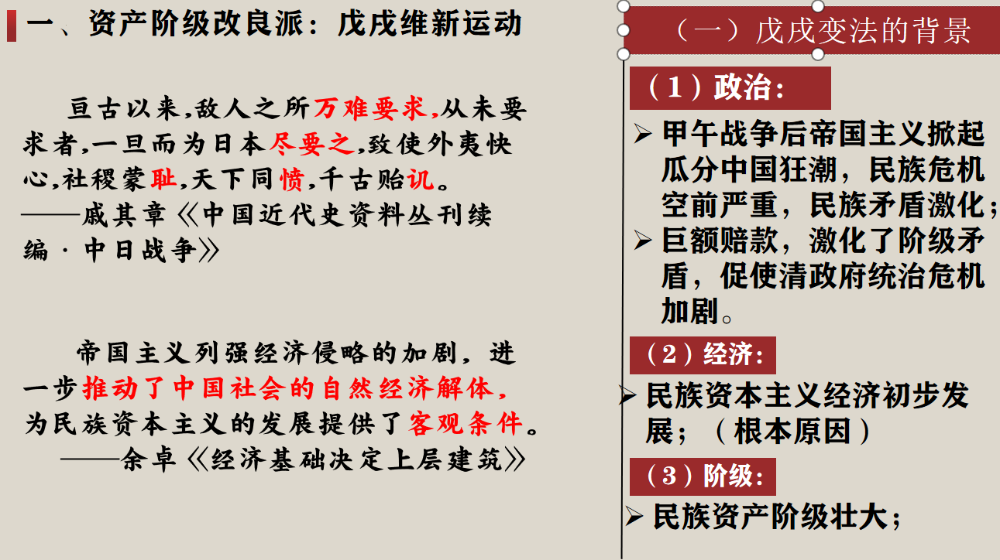 一、资产阶级改良派：戊戌维新运动
亘古以来,敌人之所万难要求,从未要
求者,一旦而为日本尽要之,致使外夷快
心,社稷蒙耻,天下同愤,千古贻讥。
——戚其章《中国近代史资料丛刊续
编·中日战争》
帝国主义列强经济侵略的加剧，进
一步推动了中国社会的自然经济解体，
为民族资本主义的发展提供了客观条件。
——余卓《经济基础决定上层建筑》
（一）戊戌变法的背景
（1）政治：
➢ 甲午战争后帝国主义掀起
瓜分中国狂潮，民族危机
空前严重，民族矛盾激化；
➢ 巨额赔款，激化了阶级矛
盾，促使清政府统治危机
加剧。
（2）经济：
➢ 民族资本主义经济初步发
展；（根本原因）
（3）阶级：
➢ 民族资产阶级壮大；